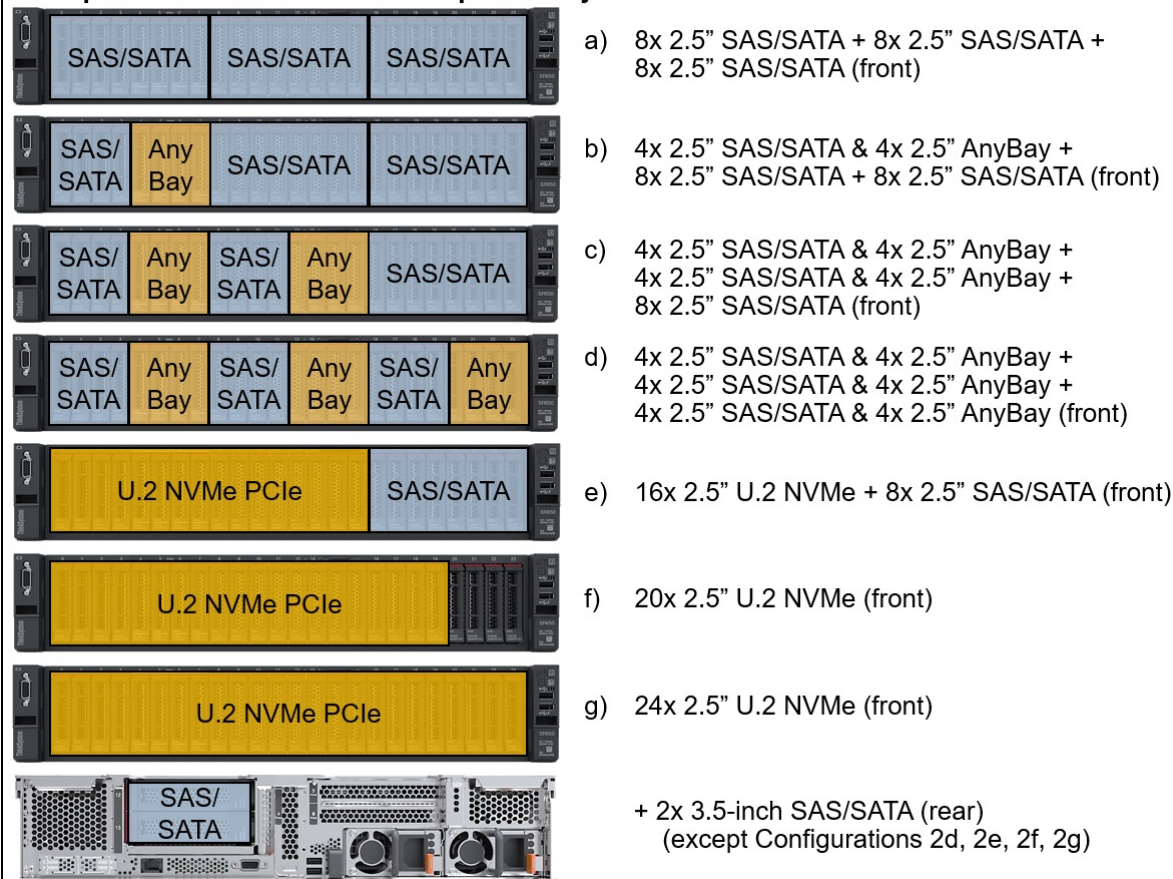 SAS/SATA SAS/SATA SAS/SATA
a) 8x 2.5” SAS/SATA + 8x 2.5” SAS/SATA +
8x 2.5” SAS/SATA (front)
SAS/
SATA
Any
Bay
SAS/SATA SAS/SATA
b) 4x 2.5” SAS/SATA & 4x 2.5” AnyBay +
8x 2.5” SAS/SATA + 8x 2.5” SAS/SATA (front)
SAS/
SATA
Any
Bay
SAS/
SATA
Any
Bay
SAS/SATA
c) 4x 2.5” SAS/SATA & 4x 2.5” AnyBay +
4x 2.5” SAS/SATA & 4x 2.5” AnyBay +
8x 2.5” SAS/SATA (front)
SAS/
SATA
Any
Bay
SAS/
SATA
Any
Bay
SAS/
SATA
Any
Bay
d) 4x 2.5” SAS/SATA & 4x 2.5” AnyBay +
4x 2.5” SAS/SATA & 4x 2.5” AnyBay +
4x 2.5” SAS/SATA & 4x 2.5” AnyBay (front)
U.2 NVMe PCIe SAS/SATA
e) 16x 2.5” U.2 NVMe + 8x 2.5” SAS/SATA (front)
U.2 NVMe PCIe
f) 20x 2.5” U.2 NVMe (front)
U.2 NVMe PCIe
g) 24x 2.5” U.2 NVMe (front)
SAS/
SATA
+ 2x 3.5-inch SAS/SATA (rear)
(except Configurations 2d, 2e, 2f, 2g)